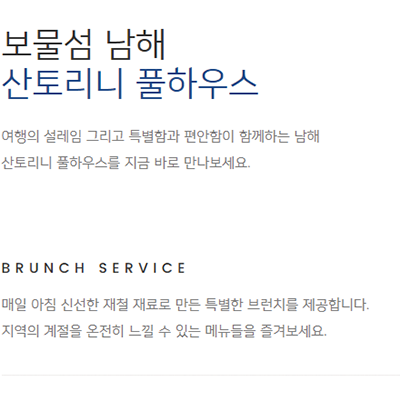 보물섬 남해
산토리니 풀하우스
여행의 설레임 그리고 특별함과 편안함이 함께하는 남해
산토리니 풀하우스를 지금 바로 만나보세요.
BRUNCH SERVICE
매일 아침 신선한 재철 재료로 만든 특별한 브런치를 제공합니다.
지역의 계절을 온전히 느낄 수 있는 메뉴들을 즐겨보세요.